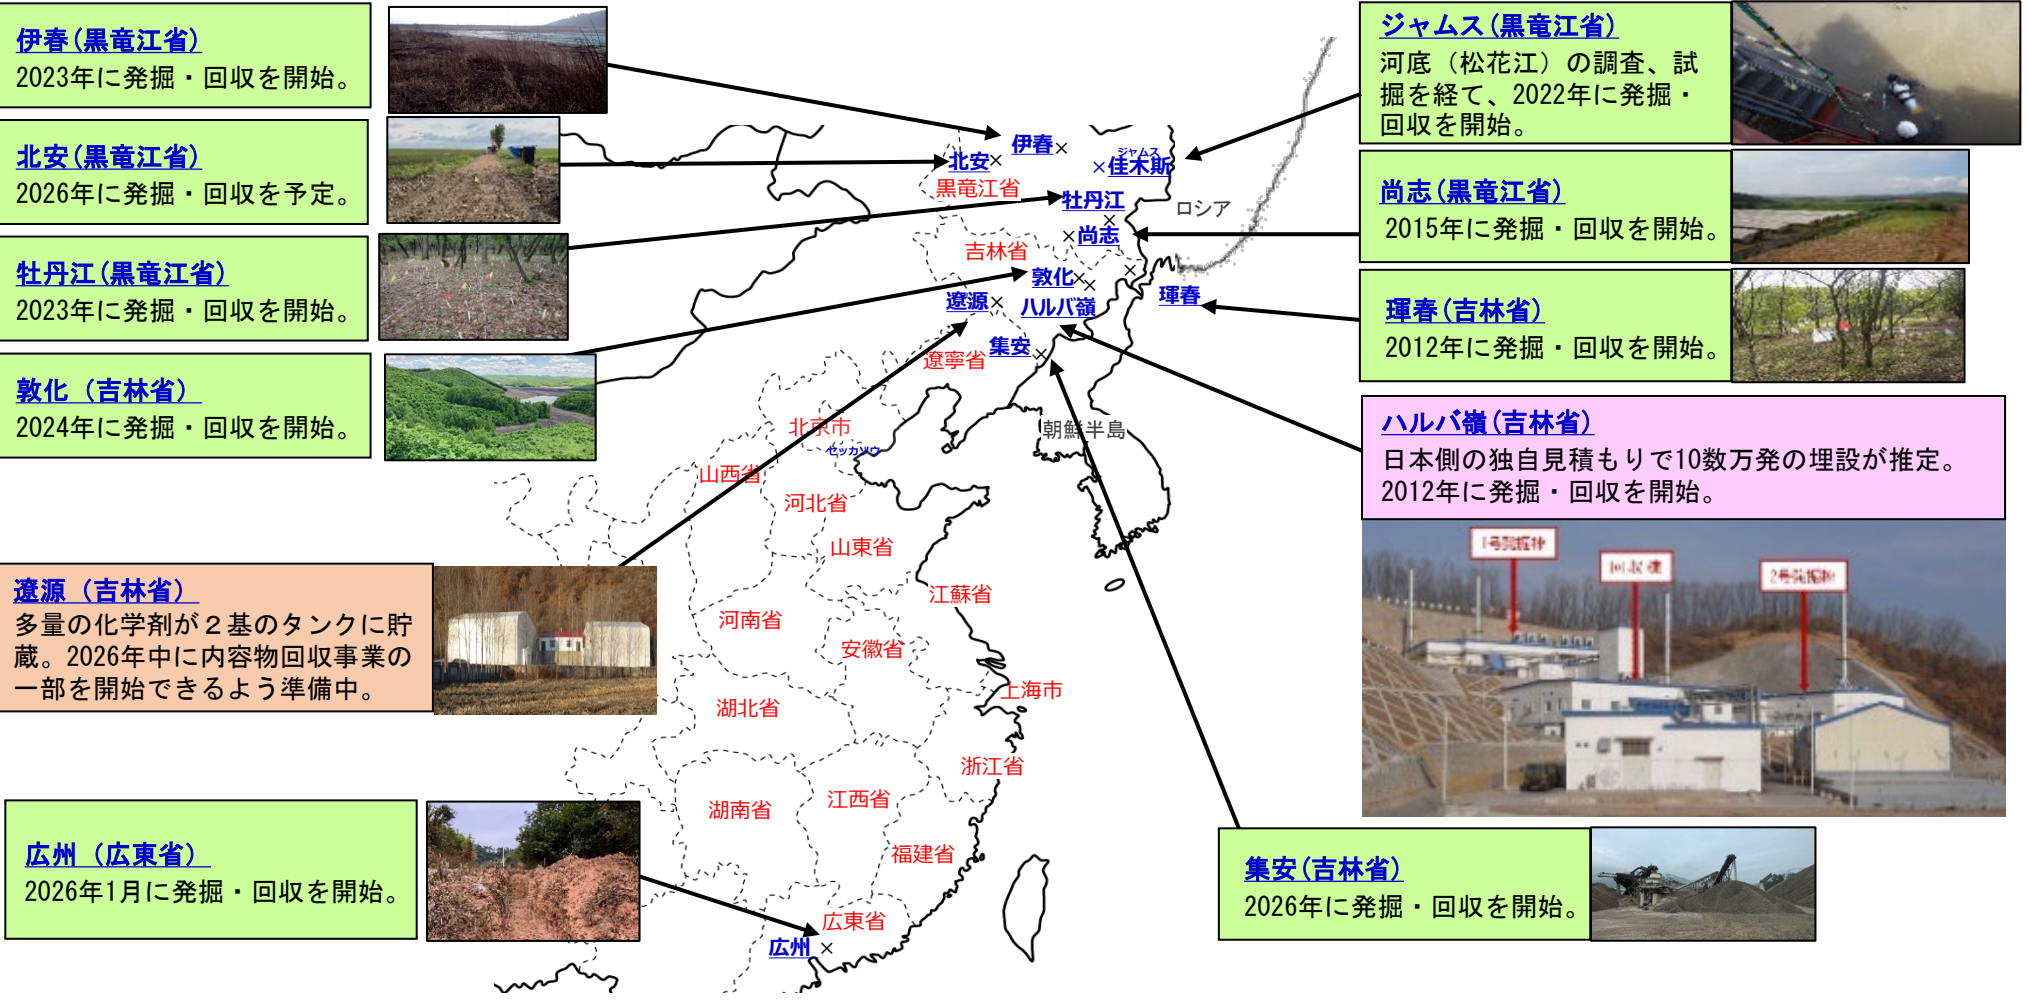 伊春(黒竜江省)
2023年に発掘・回収を開始。
北安(黒竜江省)
2026年に発掘・回収を予定。
牡丹江(黒竜江省)
2023年に発掘・回収を開始。
敦化（吉林省）
2024年に発掘・回収を開始。
遼源（吉林省）
多量の化学剤が２基のタンクに貯
蔵。2026年中に内容物回収事業の
一部を開始できるよう準備中。
広州（広東省）
2026年1月に発掘・回収を開始。
伊春
北安
ジャムス
佳木斯
黒竜江省
牡丹江
ロシア
尚志
吉林省
敦化
遼源
ハルバ嶺
琿春
集安
遼寧省
北京市
朝鮮半島
セッカソウ
山西省
河北省
山東省
江蘇省
河南省
安徽省
上海市
湖北省
浙江省
江西省
湖南省
福建省
広東省
広州
ジャムス(黒竜江省)
河底（松花江）の調査、試
掘を経て、2022年に発掘・
回収を開始。
尚志(黒竜江省)
2015年に発掘・回収を開始。
琿春(吉林省)
2012年に発掘・回収を開始。
ハルバ嶺(吉林省)
日本側の独自見積もりで10数万発の埋設が推定。
2012年に発掘・回収を開始。
1号発掘棟
回収棟
2号発掘棟
集安(吉林省)
2026年に発掘・回収を開始。